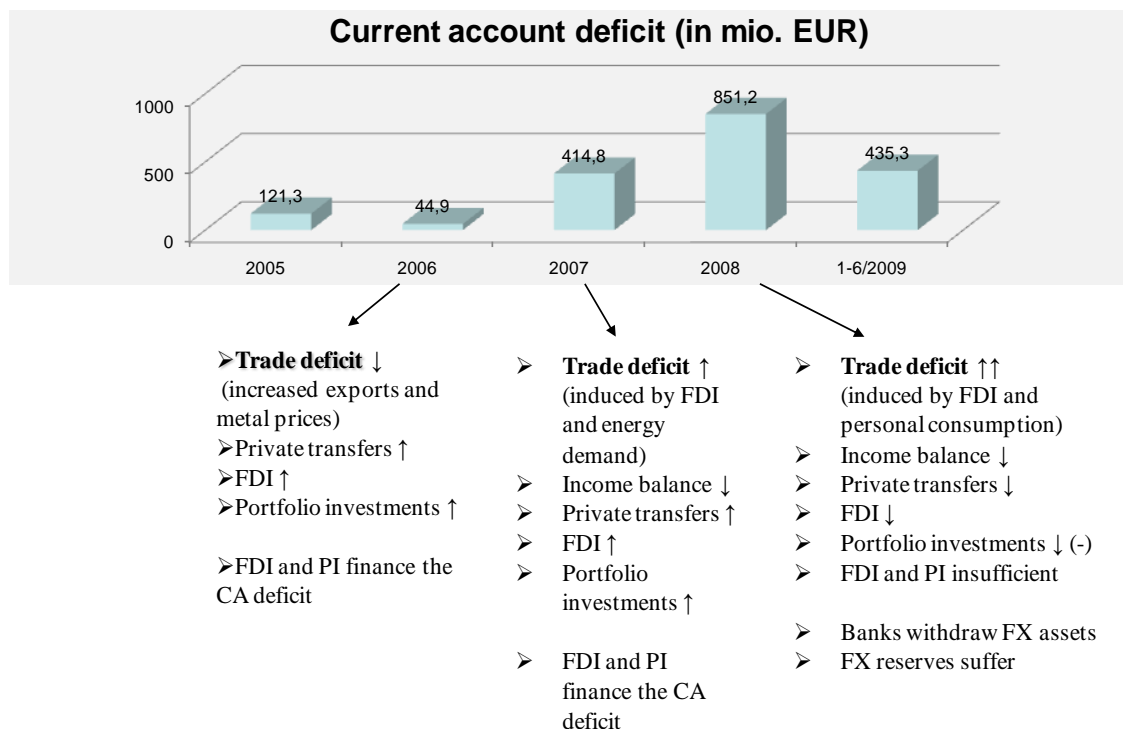 Current account deficit (in mio. EUR)
1000
500
0
121,3
44,9
414,8
851,2
435,3
2005
2006
2007
2008
1-6/2009
➢Trade deficit ↓
(increased exports and
metal prices)
➢Private transfers ↑
➢FDI ↑
➢Portfolio investments ↑
➢FDI and PI finance the
CA deficit
➢ Trade deficit ↑
(induced by FDI
and energy
demand)
➢ Income balance ↓
➢ Private transfers ↑
➢ FDI ↑
➢ Portfolio
investments ↑
➢ FDI and PI
finance the CA
deficit
➢ Trade deficit ↑↑
(induced by FDI and
personal consumption)
➢ Income balance ↓
➢ Private transfers ↓
➢ FDI ↓
➢ Portfolio investments ↓ (-)
➢ FDI and PI insufficient
➢ Banks withdraw FX assets
➢ FX reserves suffer